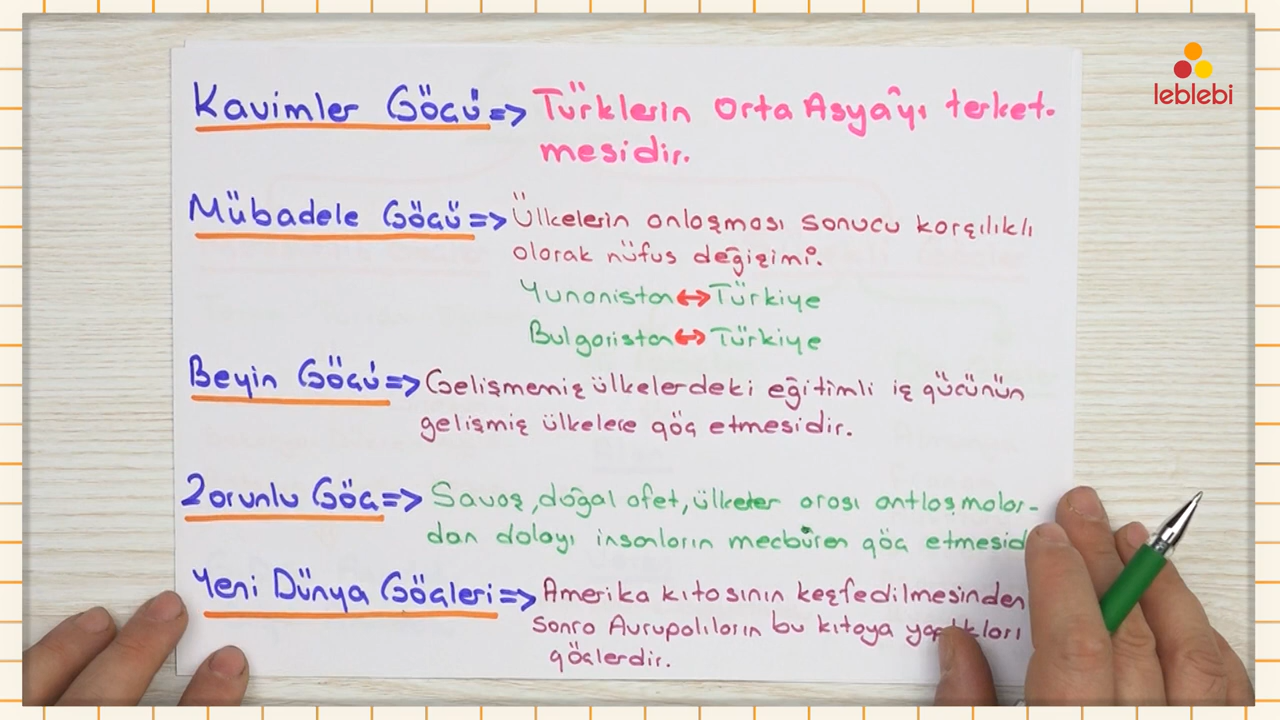 leblebi
Kavimler Göçü => Türklerin Orta Asya'yı terket-
mesidir.
Mübadele Göçü => Ülkelerin anlaşması sonucu karşılıklı
olarak nüfus değişimi.
Yunanistan ↔ Türkiye
Bulgaristan ↔ Türkiye
Beyin Göçü => Gelişmemiş ülkelerdeki eğitimli iş gücünün
gelişmiş ülkelere göç etmesidir.
Zorunlu Göç => Savaş, doğal afet, ülkeler arası antlaşmalar-
dan dolayı insanların mecburen göç etmesid
Yeni Dünya Göçleri => Amerika kıtasının keşfedilmesinden
sonra Avrupalıların bu kıtaya yaptıkları
göçlerdir.